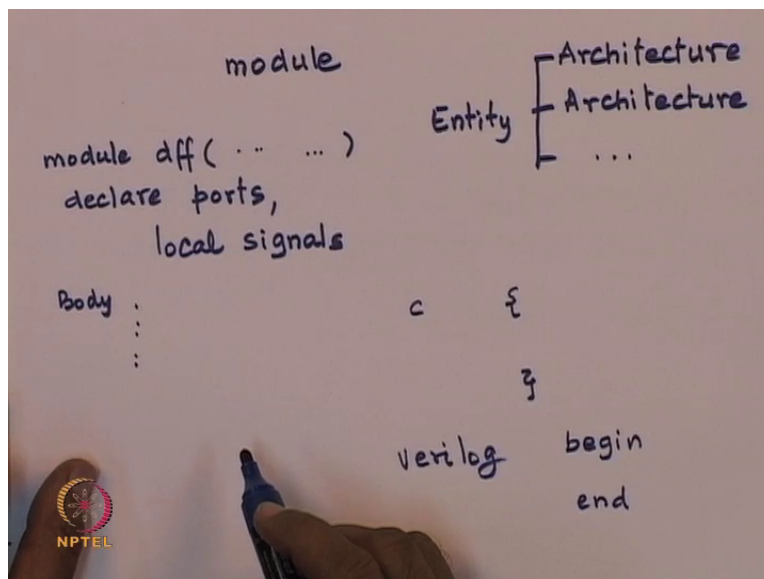 module
module dff( .. ... )
declare ports,
local signals
Body :
:
Entity
Architecture
Architecture
...
c {
}
verilog begin
end
NPTEL